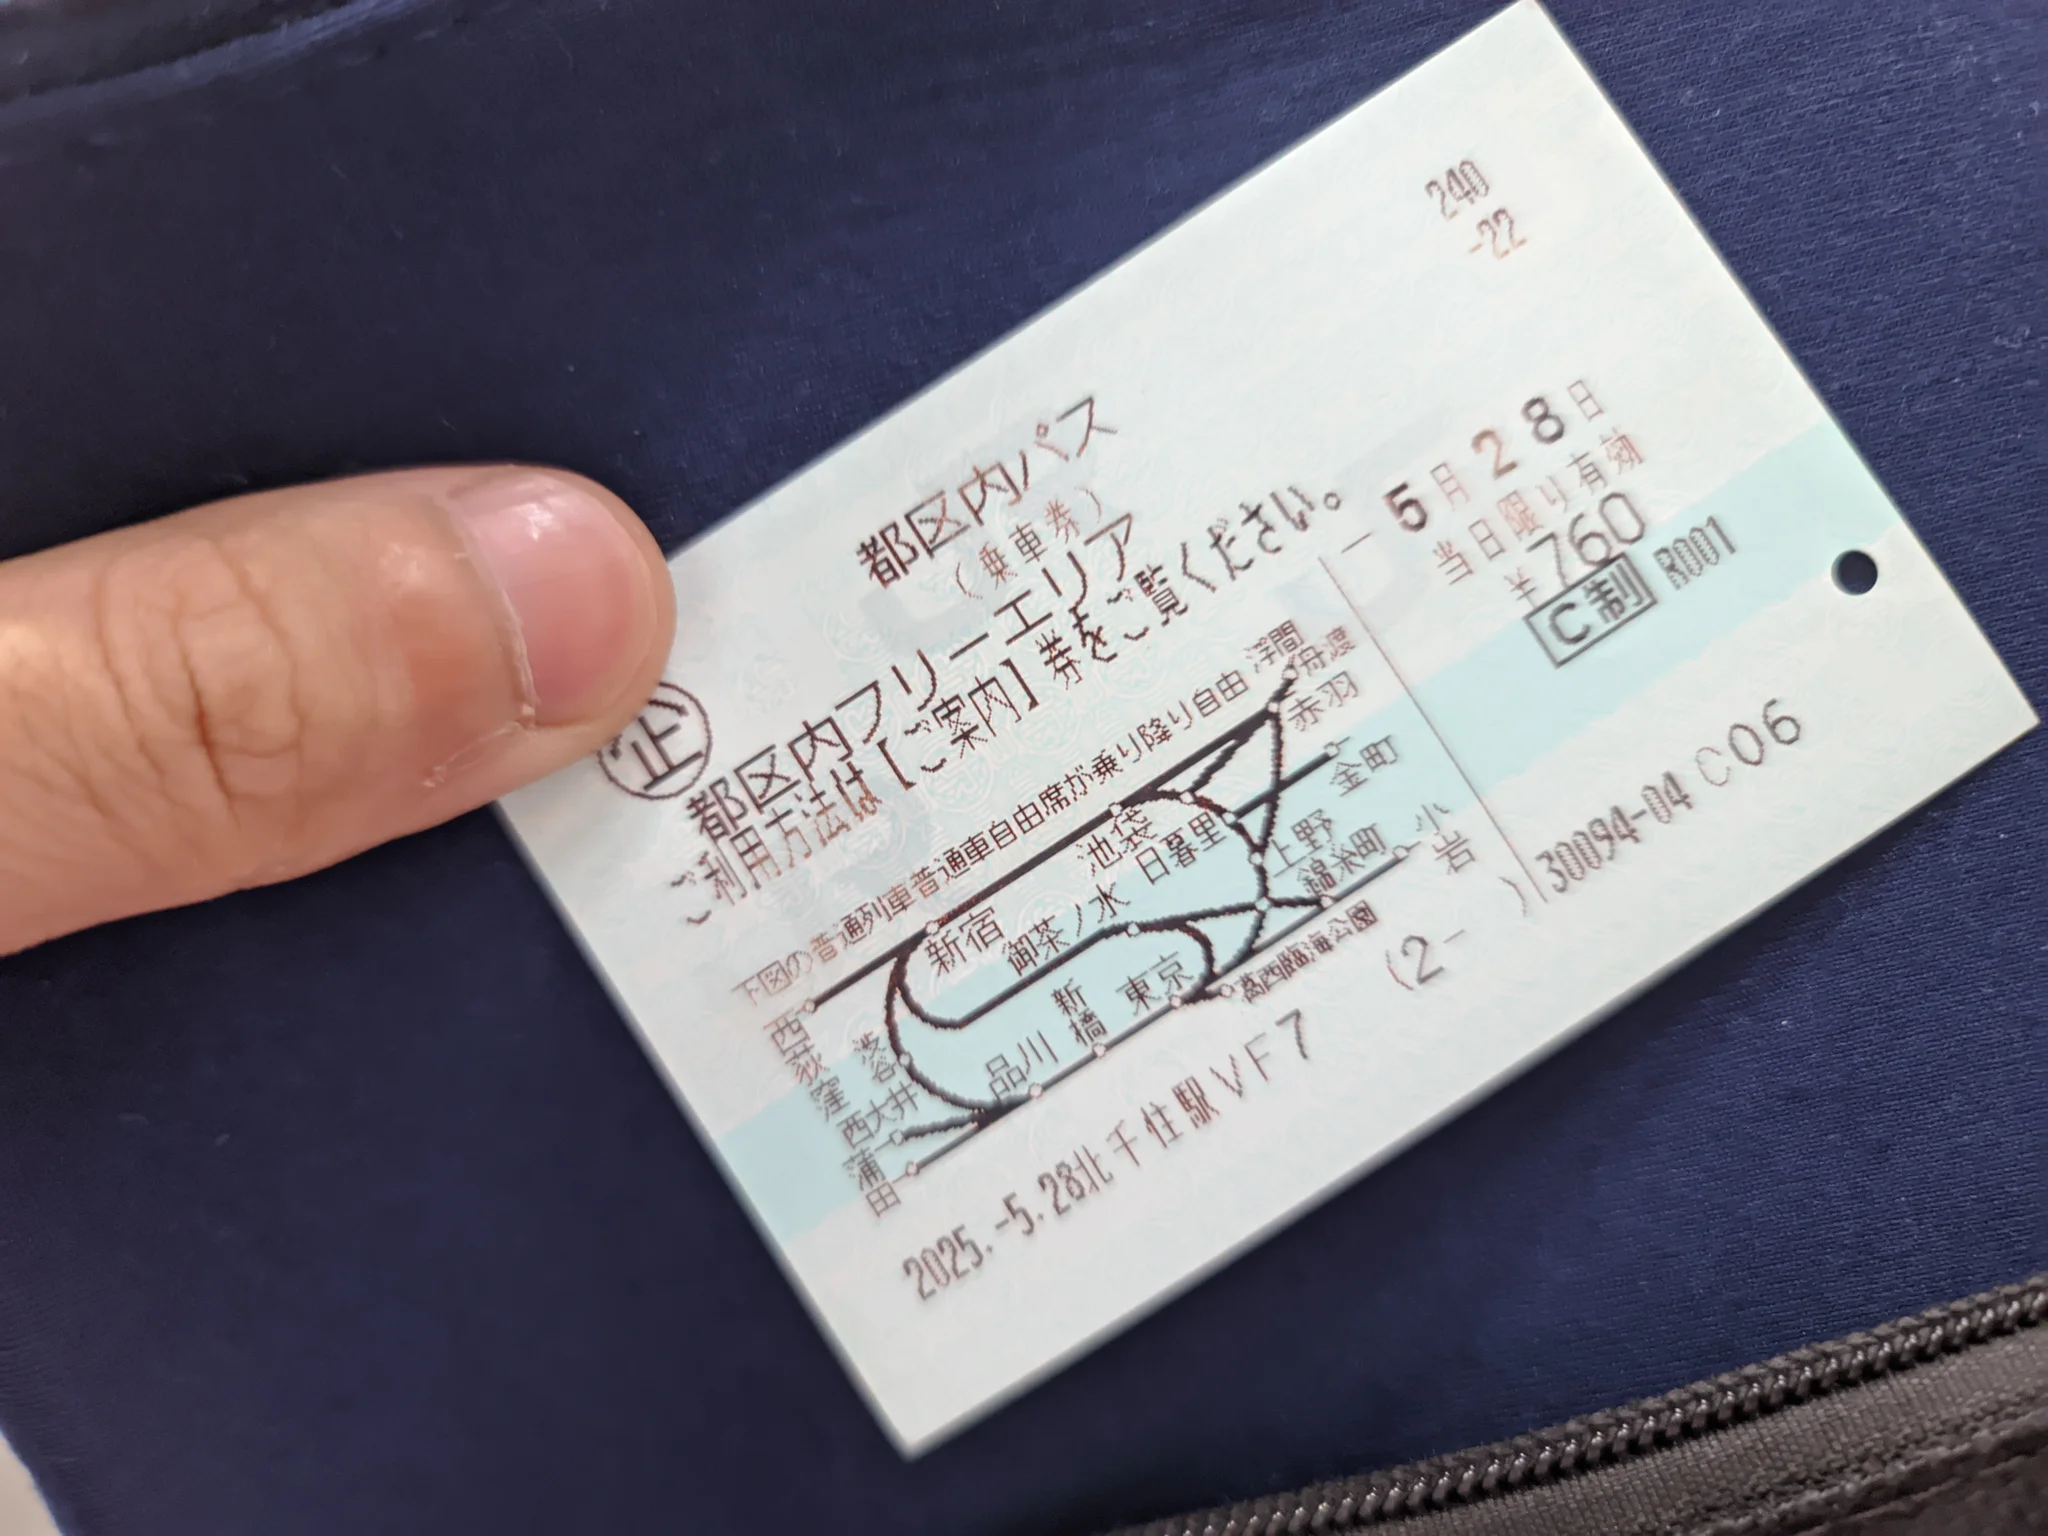 240
-22
都区内パス
(乗車券)
企
都区内フリーエリア
ご利用方法は【ご案内】券をご覧ください。
下図の普通列車普通車自由席が乗り降り自由
浮間
舟渡
赤羽
金町
池袋
日暮里
上野
錦糸町
小
岩
新宿
御茶ノ水
新
橋
東京
葛西臨海公園
西
荻
窪
渋谷
品川
西大井
蒲
田
- 5月28日
当日限り有効
¥760
C制 R001
2025.-5.28北千住駅VF7
(2- )
30094-04 C06